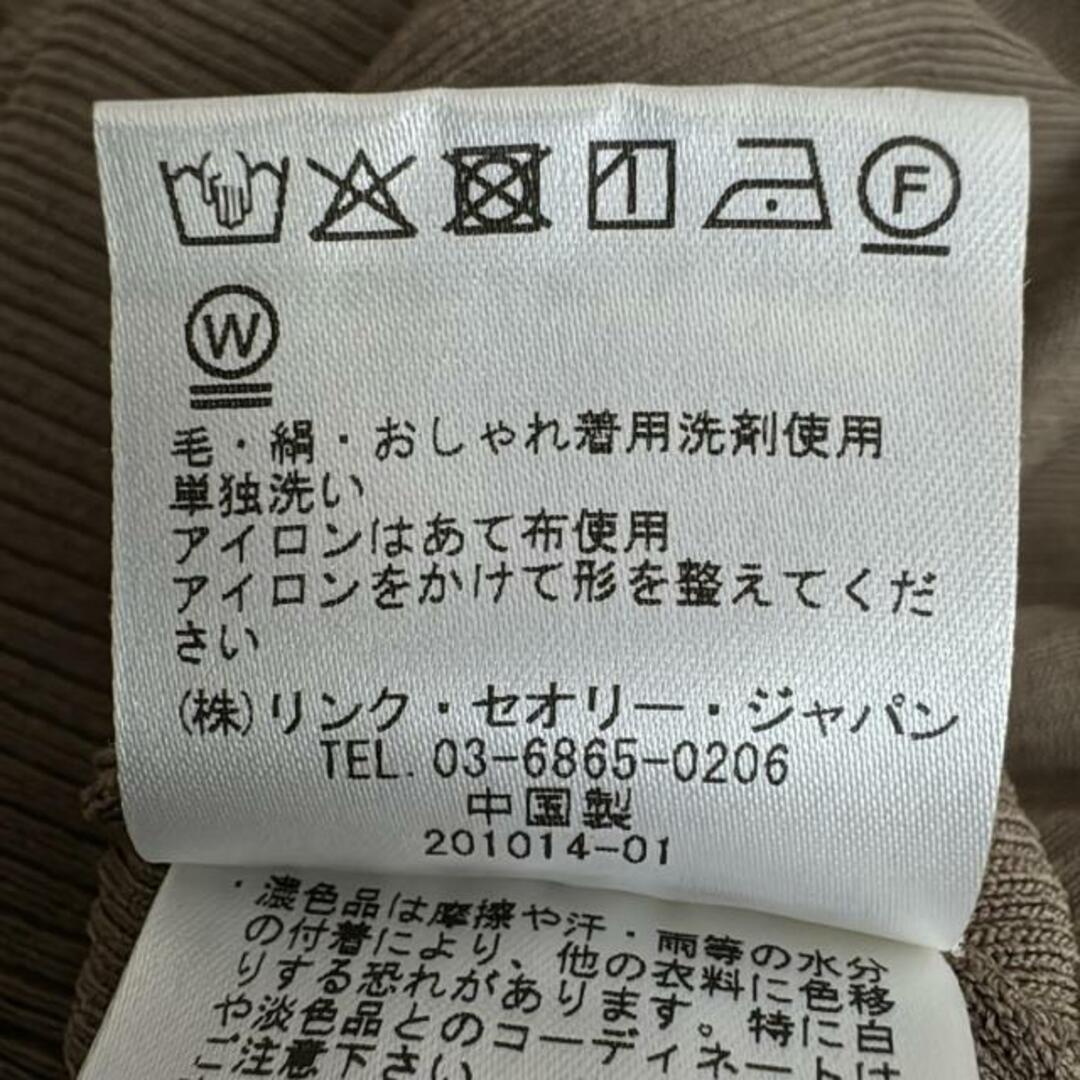 F
W
毛・絹・おしゃれ着用洗剤使用
単独洗い
アイロンはあて布使用
アイロンをかけて形を整えてくだ
さい
(株)リンク・セオリー・ジャパン
TEL. 03-6865-0206
中国製
201014-01
・濃色品は摩擦や汗・雨等の水分
の付着により、他の衣料に色移
りする恐れがあります。特に白
や淡色品とのコーディネートは
ご注意下さい